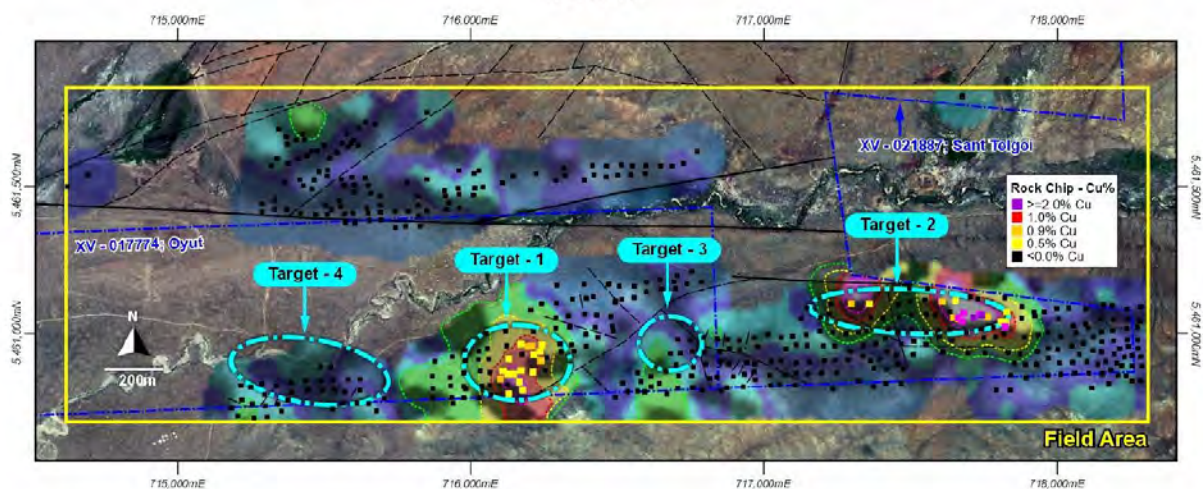 715,000mE
716,000mE
717,000mE
718,000mE
5,461,500mN
XV - 021887; Sant Tolgoi
5,461,500mN
Rock Chip - Cu%
>=2.0% Cu
1.0% Cu
0.9% Cu
0.5% Cu
<0.0% Cu
XV - 017774; Oyut
Target - 4
Target - 1
Target - 3
Target - 2
N
200m
5,461,000mN
5,461,000mN
Field Area
715,000mE
716,000mE
717,000mE
718,000mE